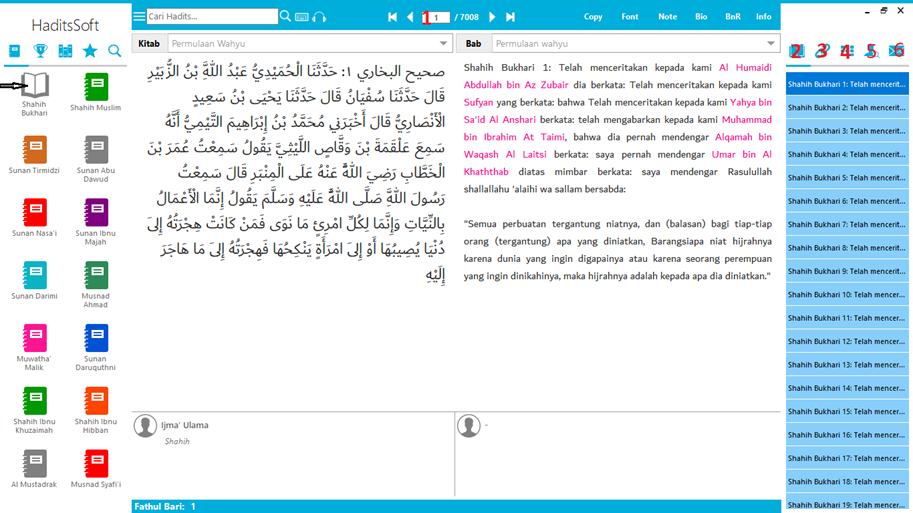 HaditsSoft
Shahih
Bukhari
Shahih Muslim
Sunan Tirmidzi
Sunan Abu
Dawud
Sunan Nasa'i
Sunan Ibnu
Majah
Sunan Darimi
Musnad
Ahmad
Muwatha'
Malik
Sunan
Daruquthni
Shahih Ibnu
Khuzaimah
Shahih Ibnu
Hibban
Al Mustadrak
Musnad Syafi'i
Cari Hadits...
1 1 / 7008
Copy Font Note Bio BnR Info
Kitab Permulaan Wahyu
Bab Permulaan wahyu
صحيح البخاري ١: حَدَّثَنَا الْحُمَيْدِيُّ عَبْدُ اللَّهِ بْنُ الزُّبَيْرِ
قَالَ حَدَّثَنَا سُفْيَانُ قَالَ حَدَّثَنَا يَحْيَى بْنُ سَعِيدٍ
الْأَنْصَارِيُّ قَالَ أَخْبَرَنِي مُحَمَّدُ بْنُ إِبْرَاهِيمَ التَّيْمِيُّ أَنَّهُ
سَمِعَ عَلْقَمَةَ بْنَ وَقَّاصٍ اللَّيْثِيَّ يَقُولُ سَمِعْتُ عُمَرَ بْنَ
الْخَطَّابِ رَضِيَ اللَّهُ عَنْهُ عَلَى الْمِنْبَرِ قَالَ سَمِعْتُ
رَسُولَ اللَّهِ صَلَّى اللَّهُ عَلَيْهِ وَسَلَّمَ يَقُولُ إِنَّمَا الْأَعْمَالُ
بِالنِّيَّاتِ وَإِنَّمَا لِكُلِّ امْرِئٍ مَا نَوَى فَمَنْ كَانَتْ هِجْرَتُهُ إِلَى
دُنْيَا يُصِيبُهَا أَوْ إِلَى امْرَأَةٍ يَنْكِحُهَا فَهِجْرَتُهُ إِلَى مَا هَاجَرَ
إِلَيْهِ
Shahih Bukhari 1: Telah menceritakan kepada kami Al Humaidi
Abdullah bin Az Zubair dia berkata: Telah menceritakan kepada kami
Sufyan yang berkata: bahwa Telah menceritakan kepada kami Yahya bin
Sa'id Al Anshari berkata: telah mengabarkan kepada kami Muhammad
bin Ibrahim At Taimi, bahwa dia pernah mendengar Alqamah bin
Waqash Al Laitsi berkata: saya pernah mendengar Umar bin Al
Khaththab diatas mimbar berkata: saya mendengar Rasulullah
shallallahu 'alaihi wa sallam bersabda:
"Semua perbuatan tergantung niatnya, dan (balasan) bagi tiap-tiap
orang (tergantung) apa yang diniatkan, Barangsiapa niat hijrahnya
karena dunia yang ingin digapainya atau karena seorang perempuan
yang ingin dinikahinya, maka hijrahnya adalah kepada apa dia diniatkan."
Ijma' Ulama
Shahih
-
Fathul Bari: 1
2 3 4 5 6
Shahih Bukhari 1: Telah mencerit...
Shahih Bukhari 2: Telah mencerit...
Shahih Bukhari 3: Telah mencerit...
Shahih Bukhari 4: Telah mencerit...
Shahih Bukhari 5: Telah mencerit...
Shahih Bukhari 6: Telah mencerit...
Shahih Bukhari 7: Telah mencerit...
Shahih Bukhari 8: Telah mencerit...
Shahih Bukhari 9: Telah mencerit...
Shahih Bukhari 10: Telah mencer...
Shahih Bukhari 11: Telah mencer...
Shahih Bukhari 12: Telah mencer...
Shahih Bukhari 13: Telah mencer...
Shahih Bukhari 14: Telah mencer...
Shahih Bukhari 15: Telah mencer...
Shahih Bukhari 16: Telah mencer...
Shahih Bukhari 17: Telah mencer...
Shahih Bukhari 18: Telah mencer...
Shahih Bukhari 19: Telah mencer...